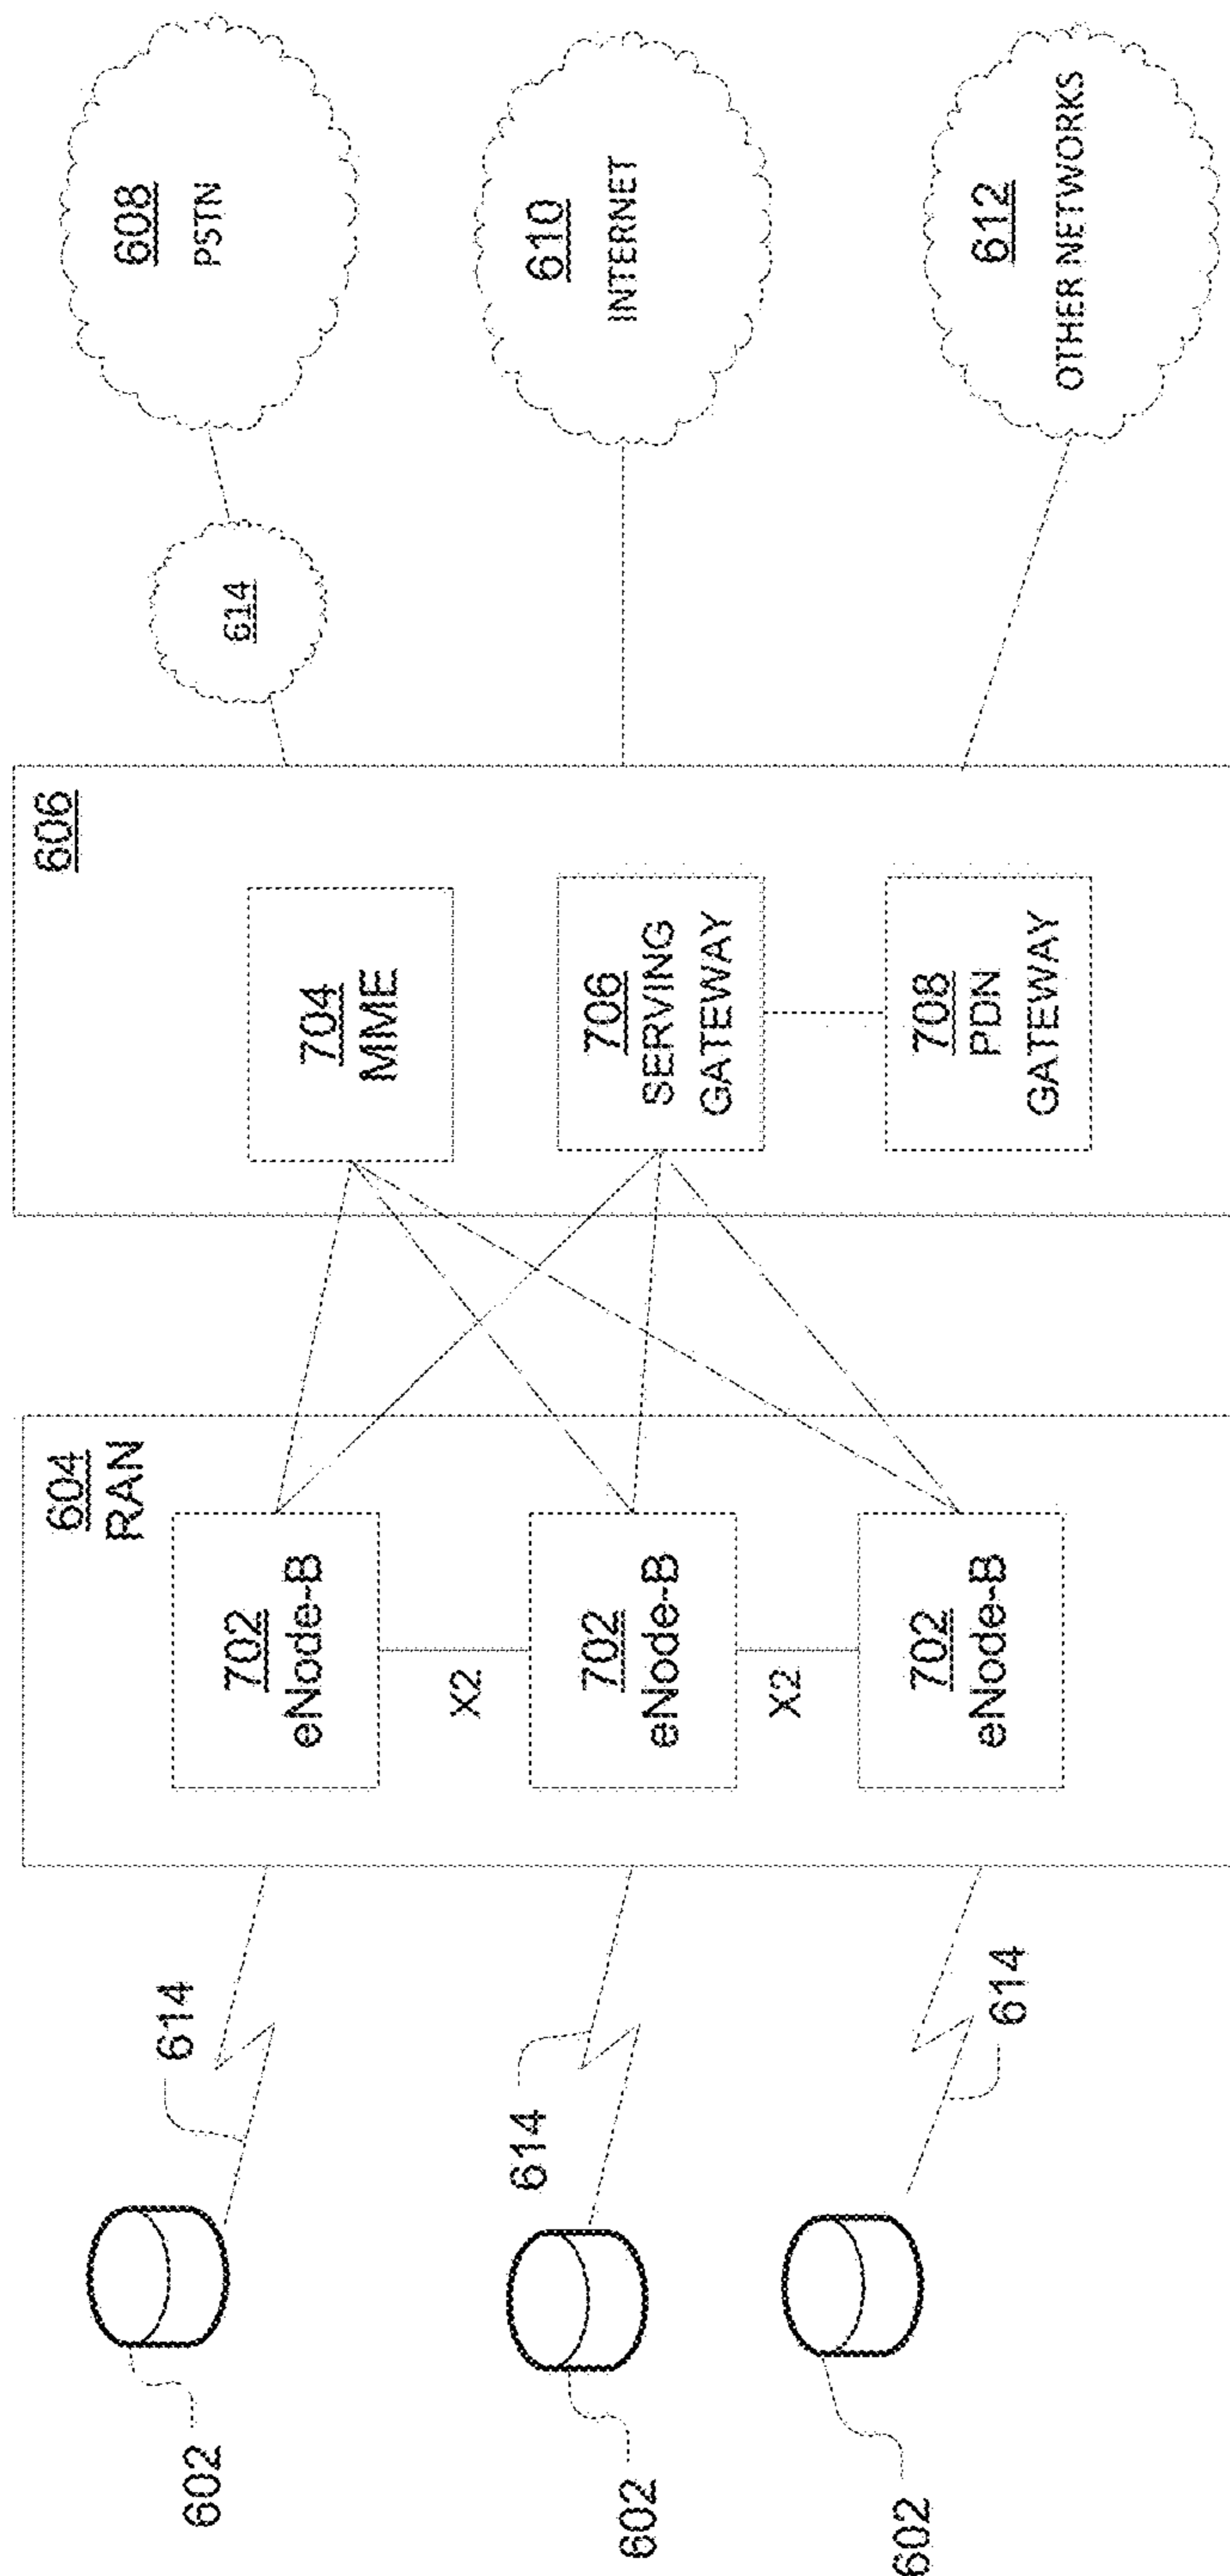 602
602
602
614
614
614
604
RAN
702
eNode-B
X2
702
eNode-B
X2
702
eNode-B
606
704
MME
706
SERVING
GATEWAY
708
PDN
GATEWAY
614
608
PSTN
610
INTERNET
612
OTHER NETWORKS